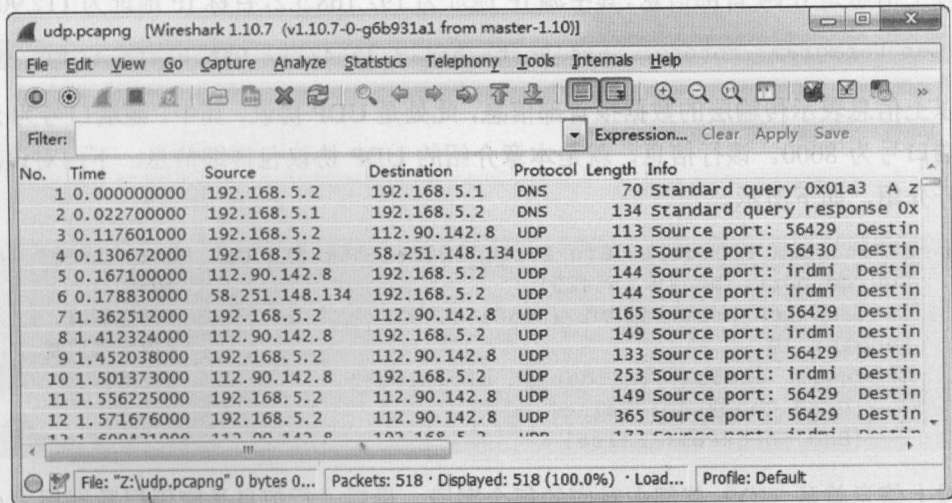 udp.pcapng [Wireshark 1.10.7 (v1.10.7-0-g6b931a1 from master-1.10)]
File Edit View Go Capture Analyze Statistics Telephony Tools Internals Help
Filter: Expression... Clear Apply Save
No. Time Source Destination Protocol Length Info
1 0.000000000 192.168.5.2 192.168.5.1 DNS 70 Standard query 0x01a3 A z
2 0.022700000 192.168.5.1 192.168.5.2 DNS 134 Standard query response 0x
3 0.117601000 192.168.5.2 112.90.142.8 UDP 113 Source port: 56429 Destin
4 0.130672000 192.168.5.2 58.251.148.134 UDP 113 Source port: 56430 Destin
5 0.167100000 112.90.142.8 192.168.5.2 UDP 144 Source port: irdmi Destin
6 0.178830000 58.251.148.134 192.168.5.2 UDP 144 Source port: irdmi Destin
7 1.362512000 192.168.5.2 112.90.142.8 UDP 165 Source port: 56429 Destin
8 1.412324000 112.90.142.8 192.168.5.2 UDP 149 Source port: irdmi Destin
9 1.452038000 192.168.5.2 112.90.142.8 UDP 133 Source port: 56429 Destin
10 1.501373000 112.90.142.8 192.168.5.2 UDP 253 Source port: irdmi Destin
11 1.556225000 192.168.5.2 112.90.142.8 UDP 149 Source port: 56429 Destin
12 1.571676000 192.168.5.2 112.90.142.8 UDP 365 Source port: 56429 Destin
File: "Z:\udp.pcapng" 0 bytes 0... Packets: 518 · Displayed: 518 (100.0%) · Load... Profile: Default